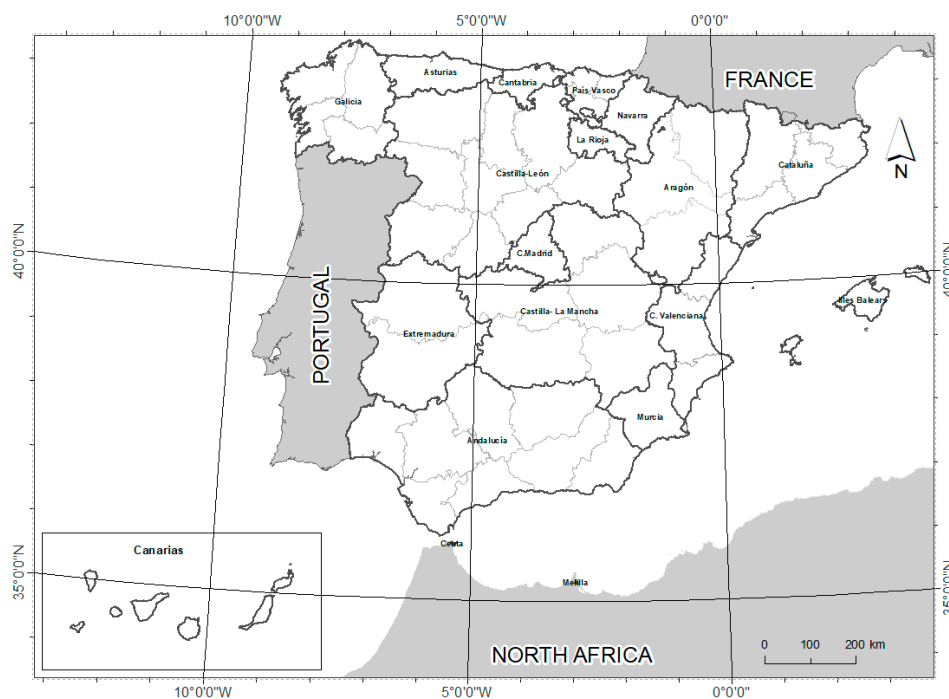 10°0'0"W
5°0'0"W
0°0'0"
FRANCE
Asturias
Cantabria
Pais Vasco
Galicia
Navarra
La Rioja
N
Cataluña
Castilla-León
Aragón
C.Madrid
40°0'0"N
40°0'0"N
PORTUGAL
Illes Balears
Castilla- La Mancha
C. Valenciana
Extremadura
Murcia
Andalucía
Ceuta
Canarias
35°0'0"N
Melilla
35°0'0"N
0 100 200 km
NORTH AFRICA
10°0'0"W
5°0'0"W
0°0'0"